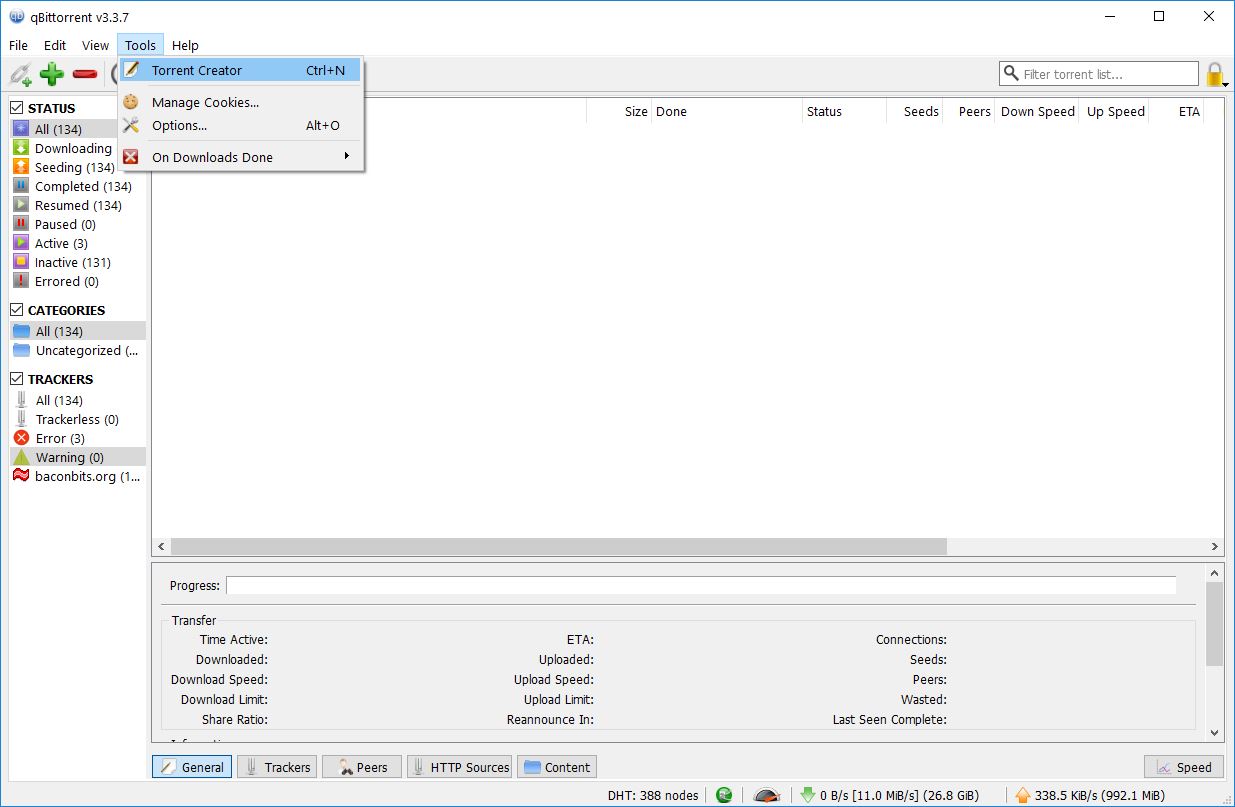 qBittorrent v3.3.7
File Edit View Tools Help
Torrent Creator Ctrl+N
Manage Cookies...
Options... Alt+O
On Downloads Done
Filter torrent list...
Size Done Status Seeds Peers Down Speed Up Speed ETA
STATUS
All (134)
Downloading
Seeding (134)
Completed (134)
Resumed (134)
Paused (0)
Active (3)
Inactive (131)
Errored (0)
CATEGORIES
All (134)
Uncategorized (...
TRACKERS
All (134)
Trackerless (0)
Error (3)
Warning (0)
baconbits.org (1...
Progress:
Transfer
Time Active: ETA: Connections:
Downloaded: Uploaded: Seeds:
Download Speed: Upload Speed: Peers:
Download Limit: Upload Limit: Wasted:
Share Ratio: Reannounce In: Last Seen Complete:
General Trackers Peers HTTP Sources Content Speed
DHT: 388 nodes 0 B/s [11.0 MiB/s] (26.8 GiB) 338.5 KiB/s (992.1 MiB)